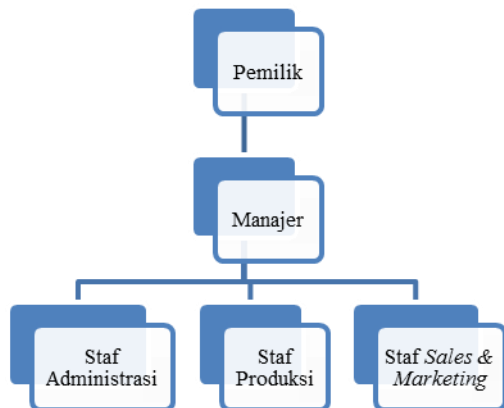 Pemilik
Manajer
Staf
Administrasi
Staf
Produksi
Staf Sales &
Marketing